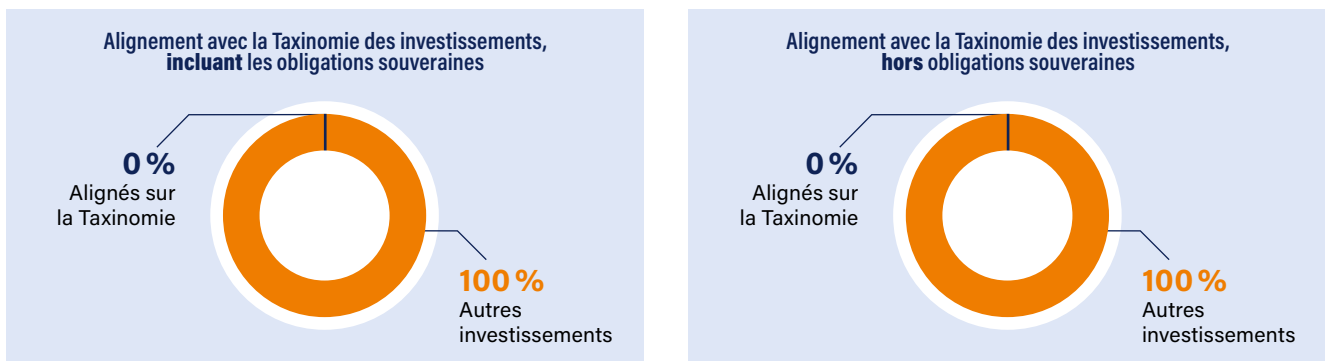 Alignement avec la Taxinomie des investissements,
incluant les obligations souveraines
0 %
Alignés sur
la Taxinomie
100 %
Autres
investissements
Alignement avec la Taxinomie des investissements,
hors obligations souveraines
0 %
Alignés sur
la Taxinomie
100 %
Autres
investissements